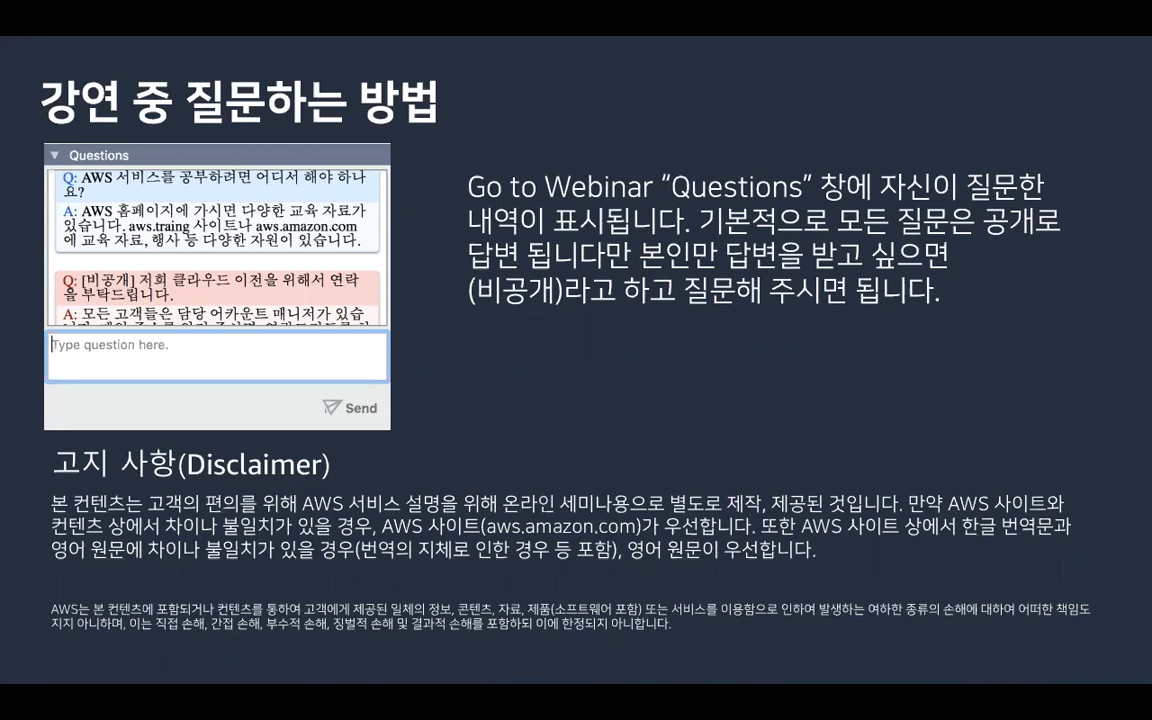 강연 중 질문하는 방법
Questions
Q: AWS 서비스를 공부하려면 어디서 해야 하나
요?
A: AWS 홈페이지에 가시면 다양한 교육 자료가
있습니다. aws.traing 사이트나 aws.amazon.com
에 교육 자료, 행사 등 다양한 자원이 있습니다.
Q: [비공개] 저희 클라우드 이전을 위해서 연락
을 부탁드립니다.
A: 모든 고객들은 담당 어카운트 매니저가 있습
Type question here.
Send
Go to Webinar “Questions” 창에 자신이 질문한
내역이 표시됩니다. 기본적으로 모든 질문은 공개로
답변 됩니다만 본인만 답변을 받고 싶으면
(비공개)라고 하고 질문해 주시면 됩니다.
고지 사항(Disclaimer)
본 컨텐츠는 고객의 편의를 위해 AWS 서비스 설명을 위해 온라인 세미나용으로 별도로 제작, 제공된 것입니다. 만약 AWS 사이트와
컨텐츠 상에서 차이나 불일치가 있을 경우, AWS 사이트(aws.amazon.com)가 우선합니다. 또한 AWS 사이트 상에서 한글 번역문과
영어 원문에 차이나 불일치가 있을 경우(번역의 지체로 인한 경우 등 포함), 영어 원문이 우선합니다.
AWS는 본 컨텐츠에 포함되거나 컨텐츠를 통하여 고객에게 제공된 일체의 정보, 콘텐츠, 자료, 제품(소프트웨어 포함) 또는 서비스를 이용함으로 인하여 발생하는 여하한 종류의 손해에 대하여 어떠한 책임도
지지 아니하며, 이는 직접 손해, 간접 손해, 부수적 손해, 징벌적 손해 및 결과적 손해를 포함하되 이에 한정되지 아니합니다.